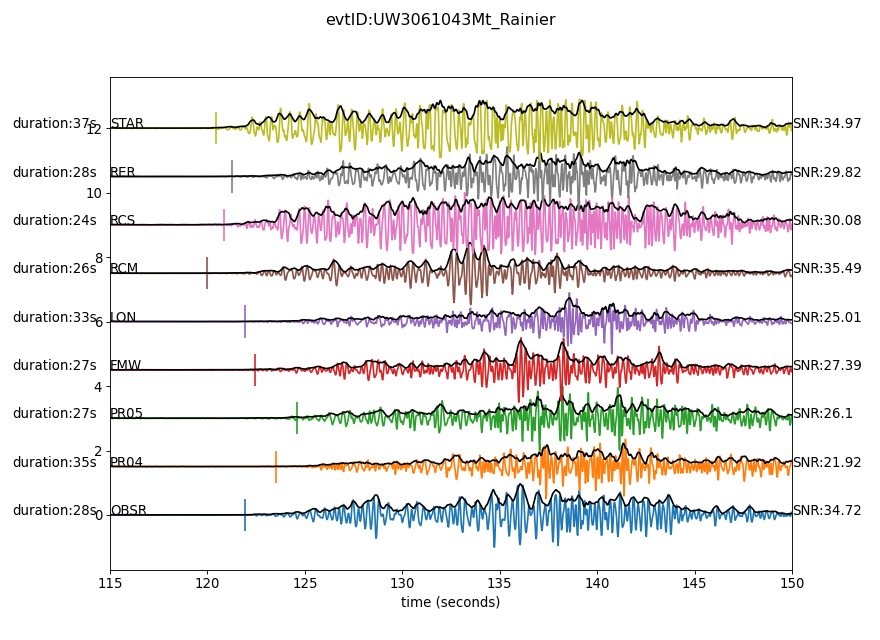 evtID:UW3061043Mt_Rainier
duration:37s 12 STAR SNR:34.97
duration:28s RER SNR:29.82
10
duration:24s RCS SNR:30.08
8
duration:26s RCM SNR:35.49
duration:33s 6 LON SNR:25.01
duration:27s FMW SNR:27.39
4
duration:27s PR05 SNR:26.1
2
duration:35s PR04 SNR:21.92
duration:28s 0 OBSR SNR:34.72
115 120 125 130 135 140 145 150
time (seconds)